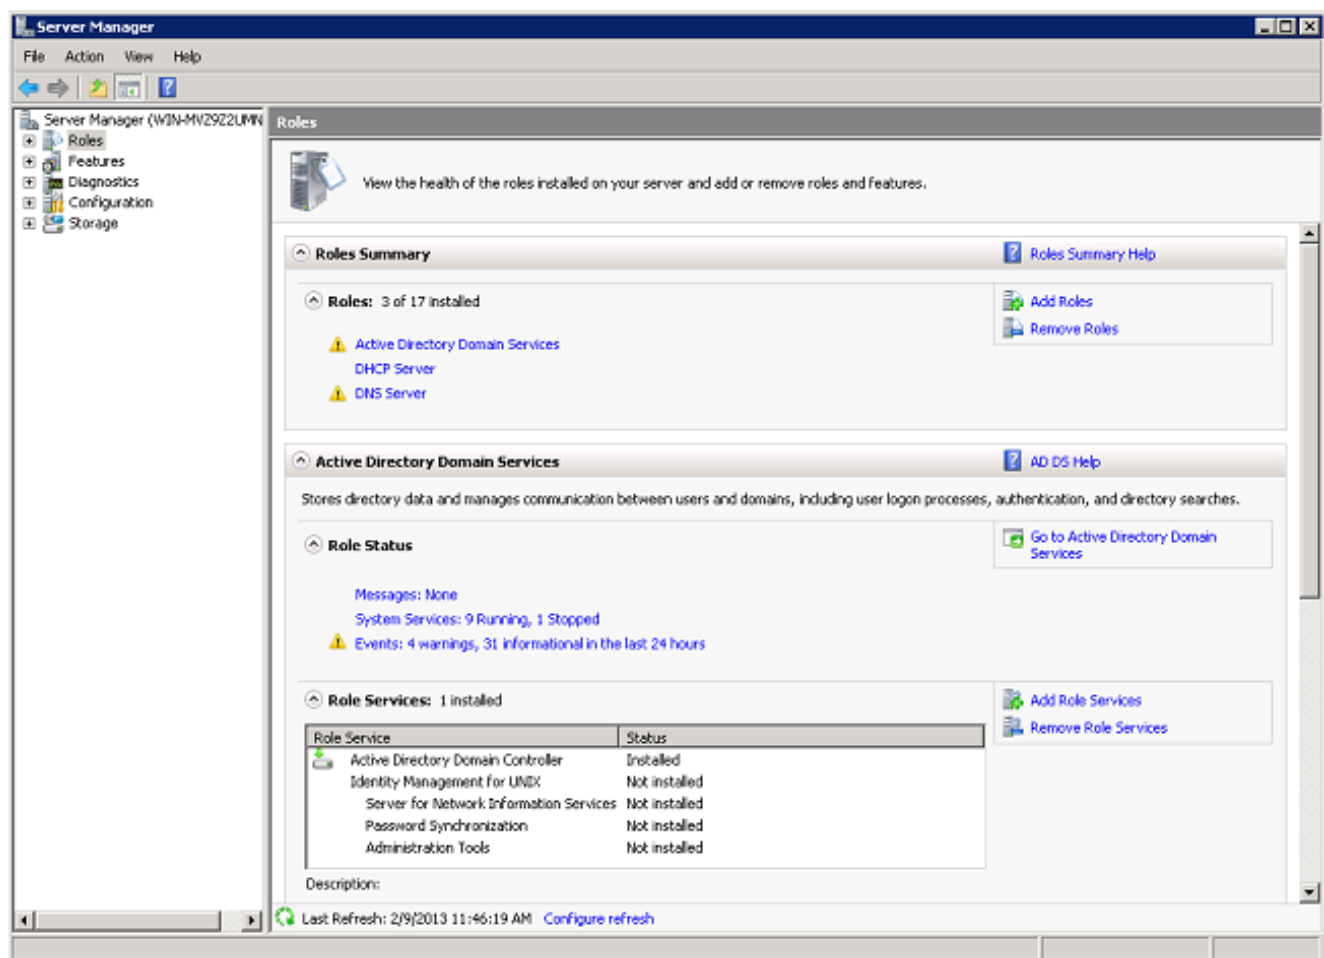 Server Manager
File Action View Help
Server Manager (WIN-MVZ9Z2UMN
Roles
Features
Diagnostics
Configuration
Storage
Roles
View the health of the roles installed on your server and add or remove roles and features.
Roles Summary
Roles Summary Help
Roles: 3 of 17 installed
Add Roles
Remove Roles
Active Directory Domain Services
DHCP Server
DNS Server
Active Directory Domain Services
AD DS Help
Stores directory data and manages communication between users and domains, including user logon processes, authentication, and directory searches.
Role Status
Go to Active Directory Domain
Services
Messages: None
System Services: 9 Running, 1 Stopped
Events: 4 warnings, 31 informational in the last 24 hours
Role Services: 1 installed
Add Role Services
Remove Role Services
Role Service Status
Active Directory Domain Controller Installed
Identity Management for UNIX Not installed
Server for Network Information Services Not installed
Password Synchronization Not installed
Administration Tools Not installed
Description:
Last Refresh: 2/9/2013 11:46:19 AM Configure refresh